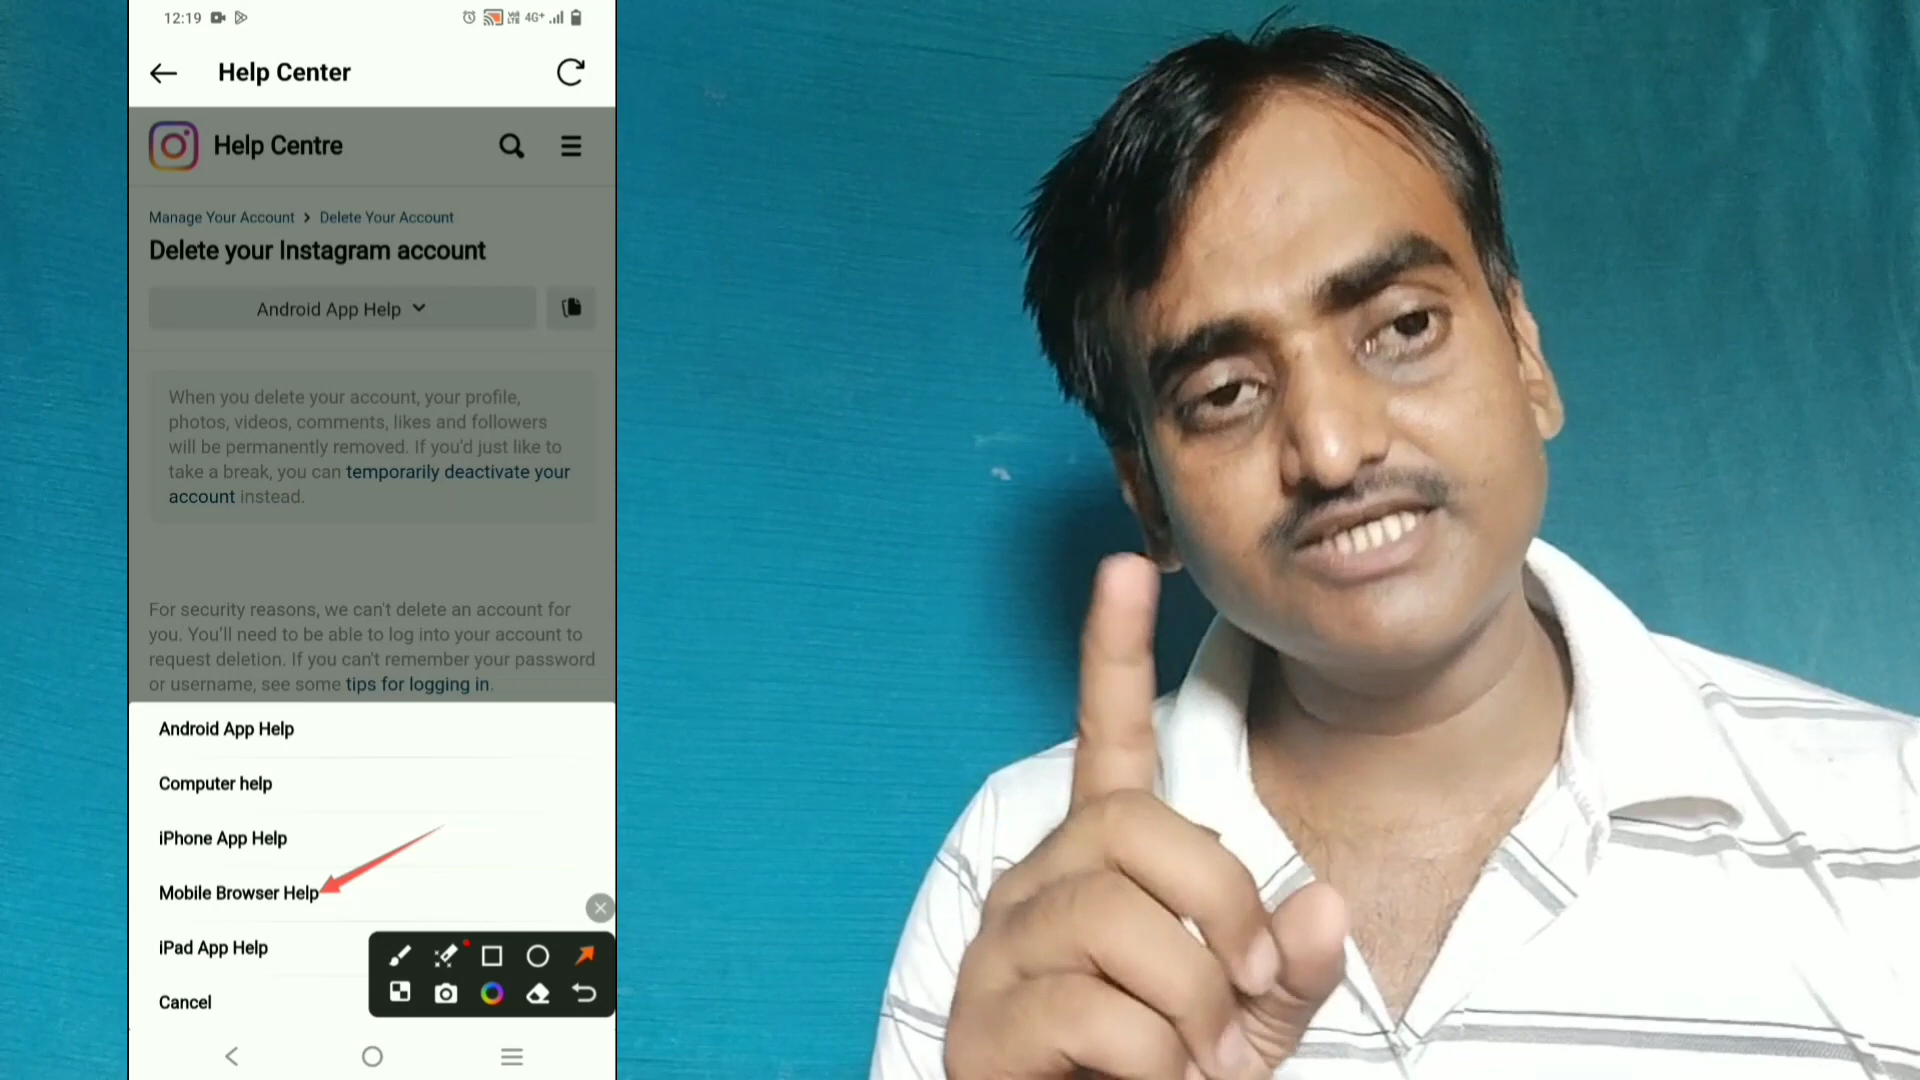 12:19
4G+
Help Center
Help Centre
Manage Your Account > Delete Your Account
Delete your Instagram account
Android App Help
When you delete your account, your profile,
photos, videos, comments, likes and followers
will be permanently removed. If you'd just like to
take a break, you can temporarily deactivate your
account instead.
For security reasons, we can't delete an account for
you. You'll need to be able to log into your account to
request deletion. If you can't remember your password
or username, see some tips for logging in.
Android App Help
Computer help
iPhone App Help
Mobile Browser Help
iPad App Help
Cancel